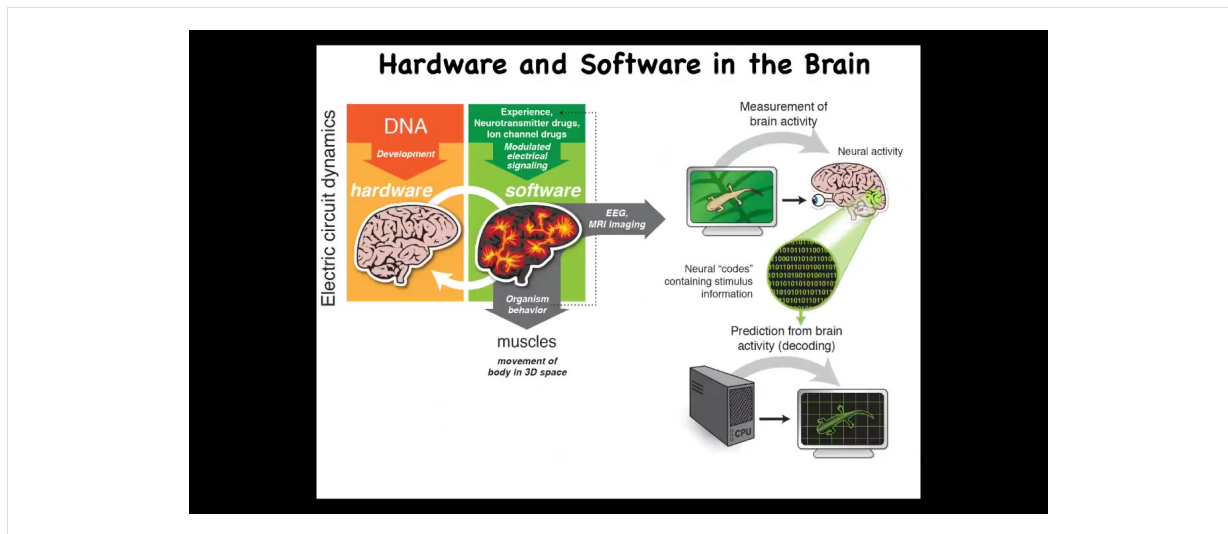 Hardware and Software in the Brain
Electric circuit dynamics
DNA
Development
hardware
Experience,
Neurotransmitter drugs,
Ion channel drugs
Modulated
electrical
signaling
software
EEG,
MRI imaging
Organism
behavior
muscles
movement of
body in 3D space
Measurement of
brain activity
Neural activity
Neural "codes"
containing stimulus
information
Prediction from brain
activity (decoding)
CPU